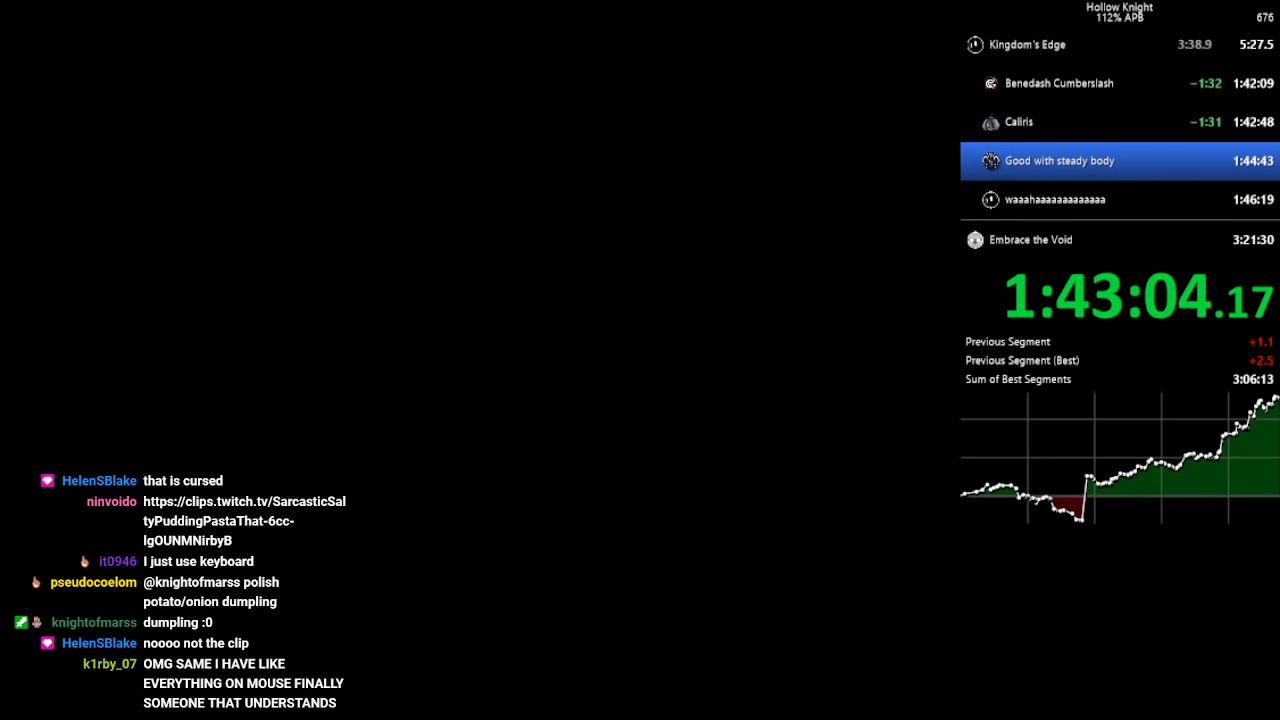 Hollow Knight
112% APB
676
Kingdom's Edge 3:38.9 5:27.5
Benedash Cumberslash −1:32 1:42:09
Caliris −1:31 1:42:48
Good with steady body 1:44:43
waaahaaaaaaaaaaaaa 1:46:19
Embrace the Void 3:21:30
1:43:04.17
Previous Segment +1.1
Previous Segment (Best) +2.5
Sum of Best Segments 3:06:13
HelenSBlake that is cursed
ninvoido https://clips.twitch.tv/SarcasticSal
tyPuddingPastaThat-6cc-
lgOUNMNirbyB
it0946 I just use keyboard
pseudocoelom @knightofmarss polish
potato/onion dumpling
knightofmarss dumpling :0
HelenSBlake noooo not the clip
k1rby_07 OMG SAME I HAVE LIKE
EVERYTHING ON MOUSE FINALLY
SOMEONE THAT UNDERSTANDS